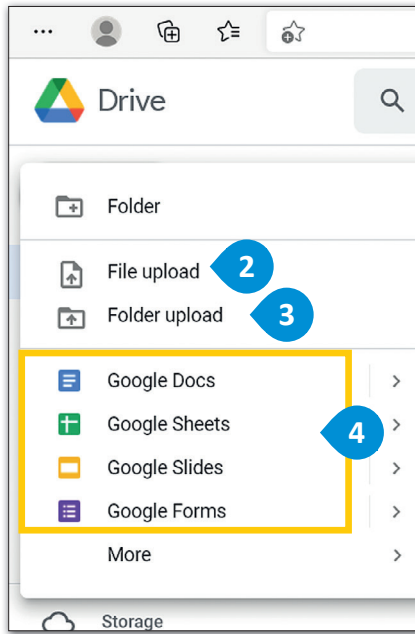 Drive
Folder
File upload 2
Folder upload 3
Google Docs
Google Sheets
4
Google Slides
Google Forms
More
Storage